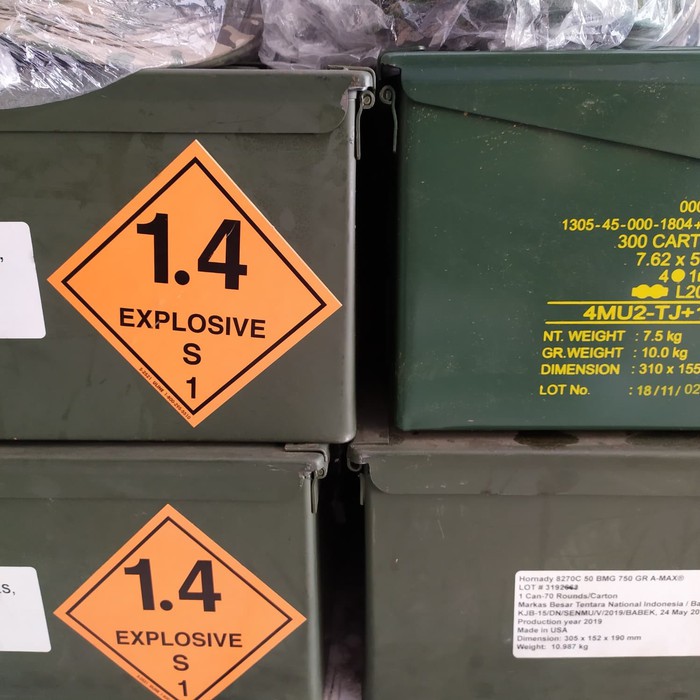 ,
1.4
EXPLOSIVE
S
1
000
1305-45-000-1804+
300 CART
7.62 x 5
4 1
L20
4MU2-TJ+1
NT. WEIGHT : 7.5 kg
GR.WEIGHT : 10.0 kg
DIMENSION : 310 x 155
LOT No. : 18/11/02
s,
1.4
EXPLOSIVE
S
1
Hornady 8270C 50 BMG 750 GR A-MAX®
LOT # 3192
1 Can-70 Rounds/Carton
Markas Besar Tentara National Indonesia / Ba
KJB-15/DN/SENMU/V/2019/BABEK, 24 May 20
Production year 2019
Made in USA
Dimension: 305 x 152 x 190 mm
Weight: 10.987 kg